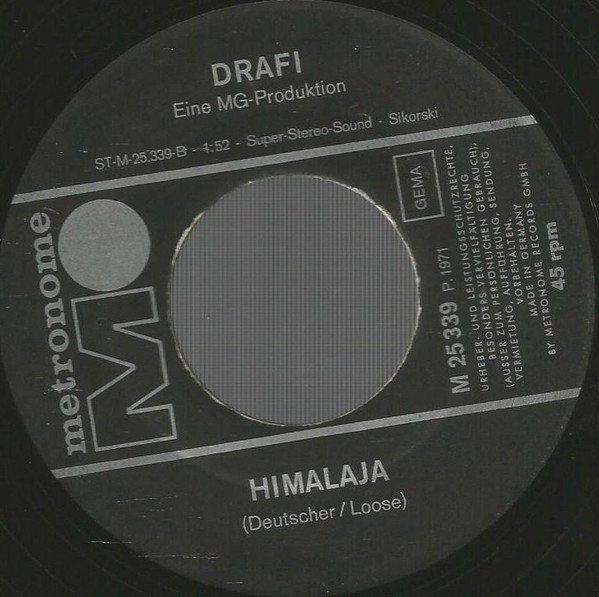 DRAFI
Eine MG-Produktion
ST-M-25.339-B - 1:52 - Super-Stereo-Sound - Sikorski
metronome
M
GEMA
M 25 339 P. 1971
URHEBER- UND LEISTUNGSSCHUTZRECHTE,
BESONDERS VERVIELFÄLTIGUNG
(AUSSER ZUM PERSÖNLICHEN GEBRAUCH),
VERMIETUNG, AUFFÜHRUNG, SENDUNG,
VORBEHALTEN.
MADE IN GERMANY
BY METRONOME RECORDS GMBH
45 rpm
HIMALAJA
(Deutscher / Loose)